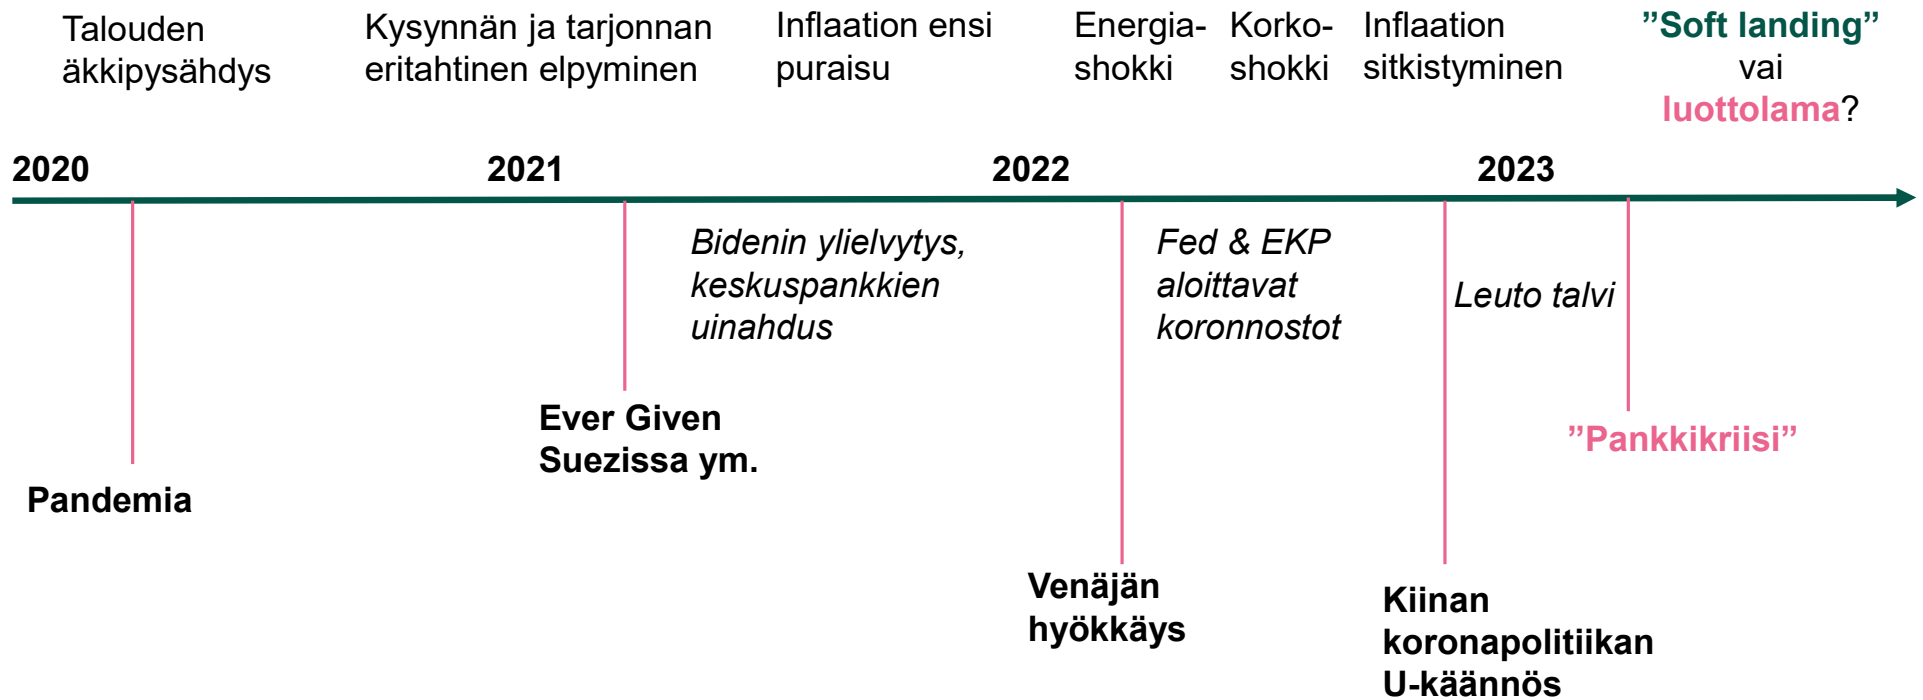 Talouden
äkkipysähdys
Kysynnän ja tarjonnan
eritahtinen elpyminen
Inflaation ensi
puraisu
Energia-
shokki
Korko-
shokki
Inflaation
sitkistyminen
”Soft landing”
vai
luottolama?
2020
2021
2022
2023
Bidenin ylielvytys,
keskuspankkien
uinahdus
Fed & EKP
aloittavat
koronnostot
Leuto talvi
Ever Given
Suezissa ym.
”Pankkikriisi”
Pandemia
Venäjän
hyökkäys
Kiinan
koronapolitiikan
U-käännös